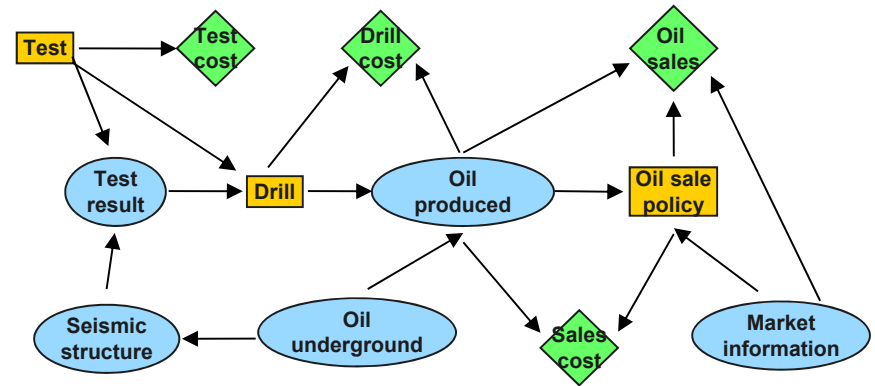 Test
Test
cost
Drill
cost
Oil
sales
Test
result
Drill
Oil
produced
Oil sale
policy
Seismic
structure
Oil
underground
Sales
cost
Market
information